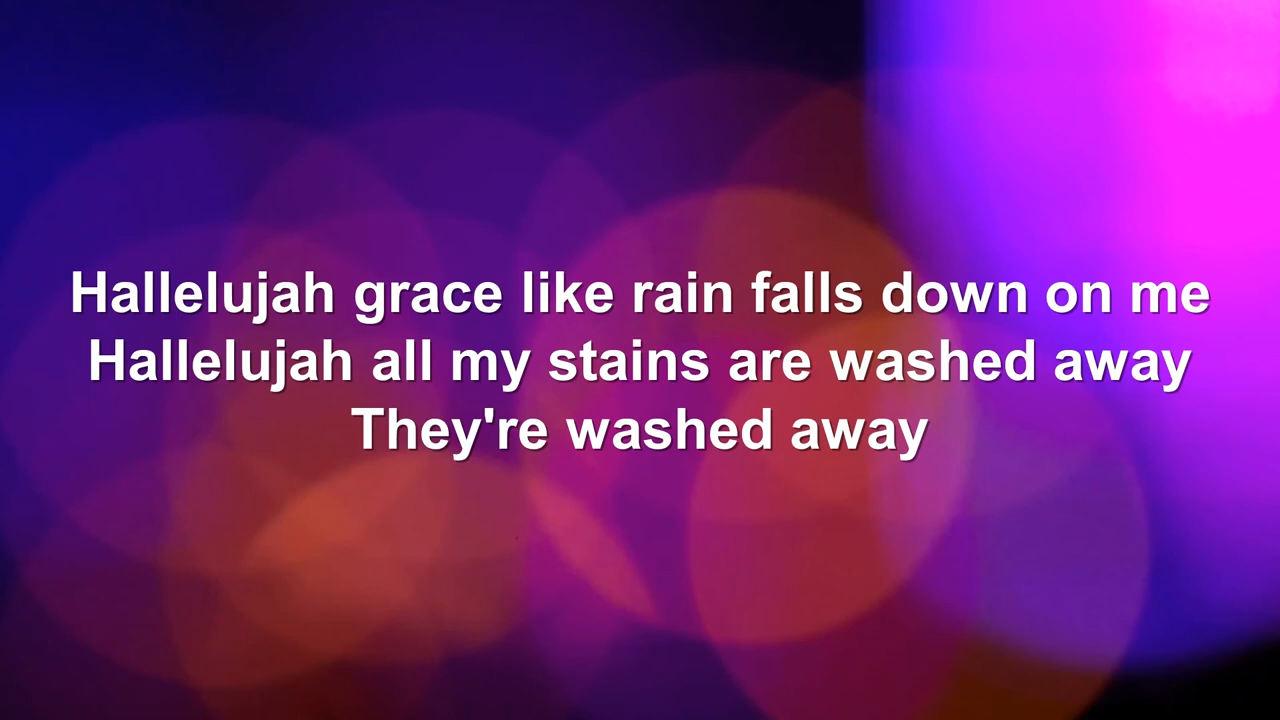 Hallelujah grace like rain falls down on me
Hallelujah all my stains are washed away
They're washed away